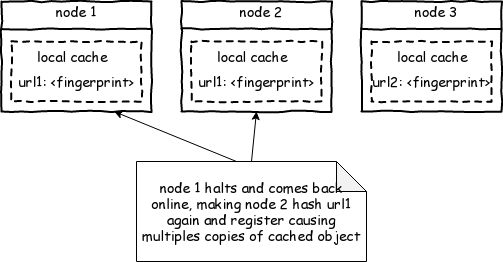 node 1
node 2
node 3
local cache
local cache
local cache
url1: <fingerprint>
url1: <fingerprint>
url2: <fingerprint>
node 1 halts and comes back
online, making node 2 hash url1
again and register causing
multiples copies of cached object